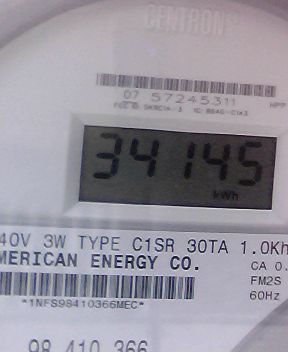 CENTRON®
07 57245311 HPP
34145
kWh
40V 3W TYPE C1SR 30TA 1.0Kh
MERICAN ENERGY CO.
CA 0.
FM2S
*1NFS98410366MEC*
60Hz
98 410 366